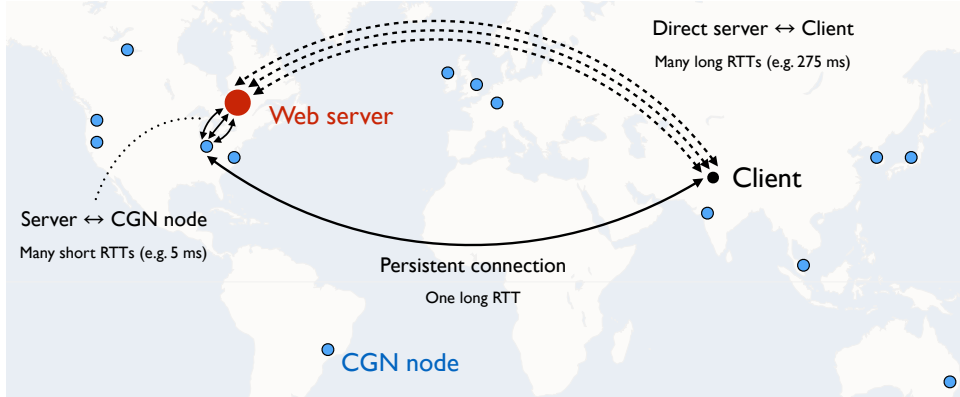 Direct server ↔ Client
Many long RTTs (e.g. 275 ms)
Web server
Client
Server ↔ CGN node
Many short RTTs (e.g. 5 ms)
Persistent connection
One long RTT
CGN node